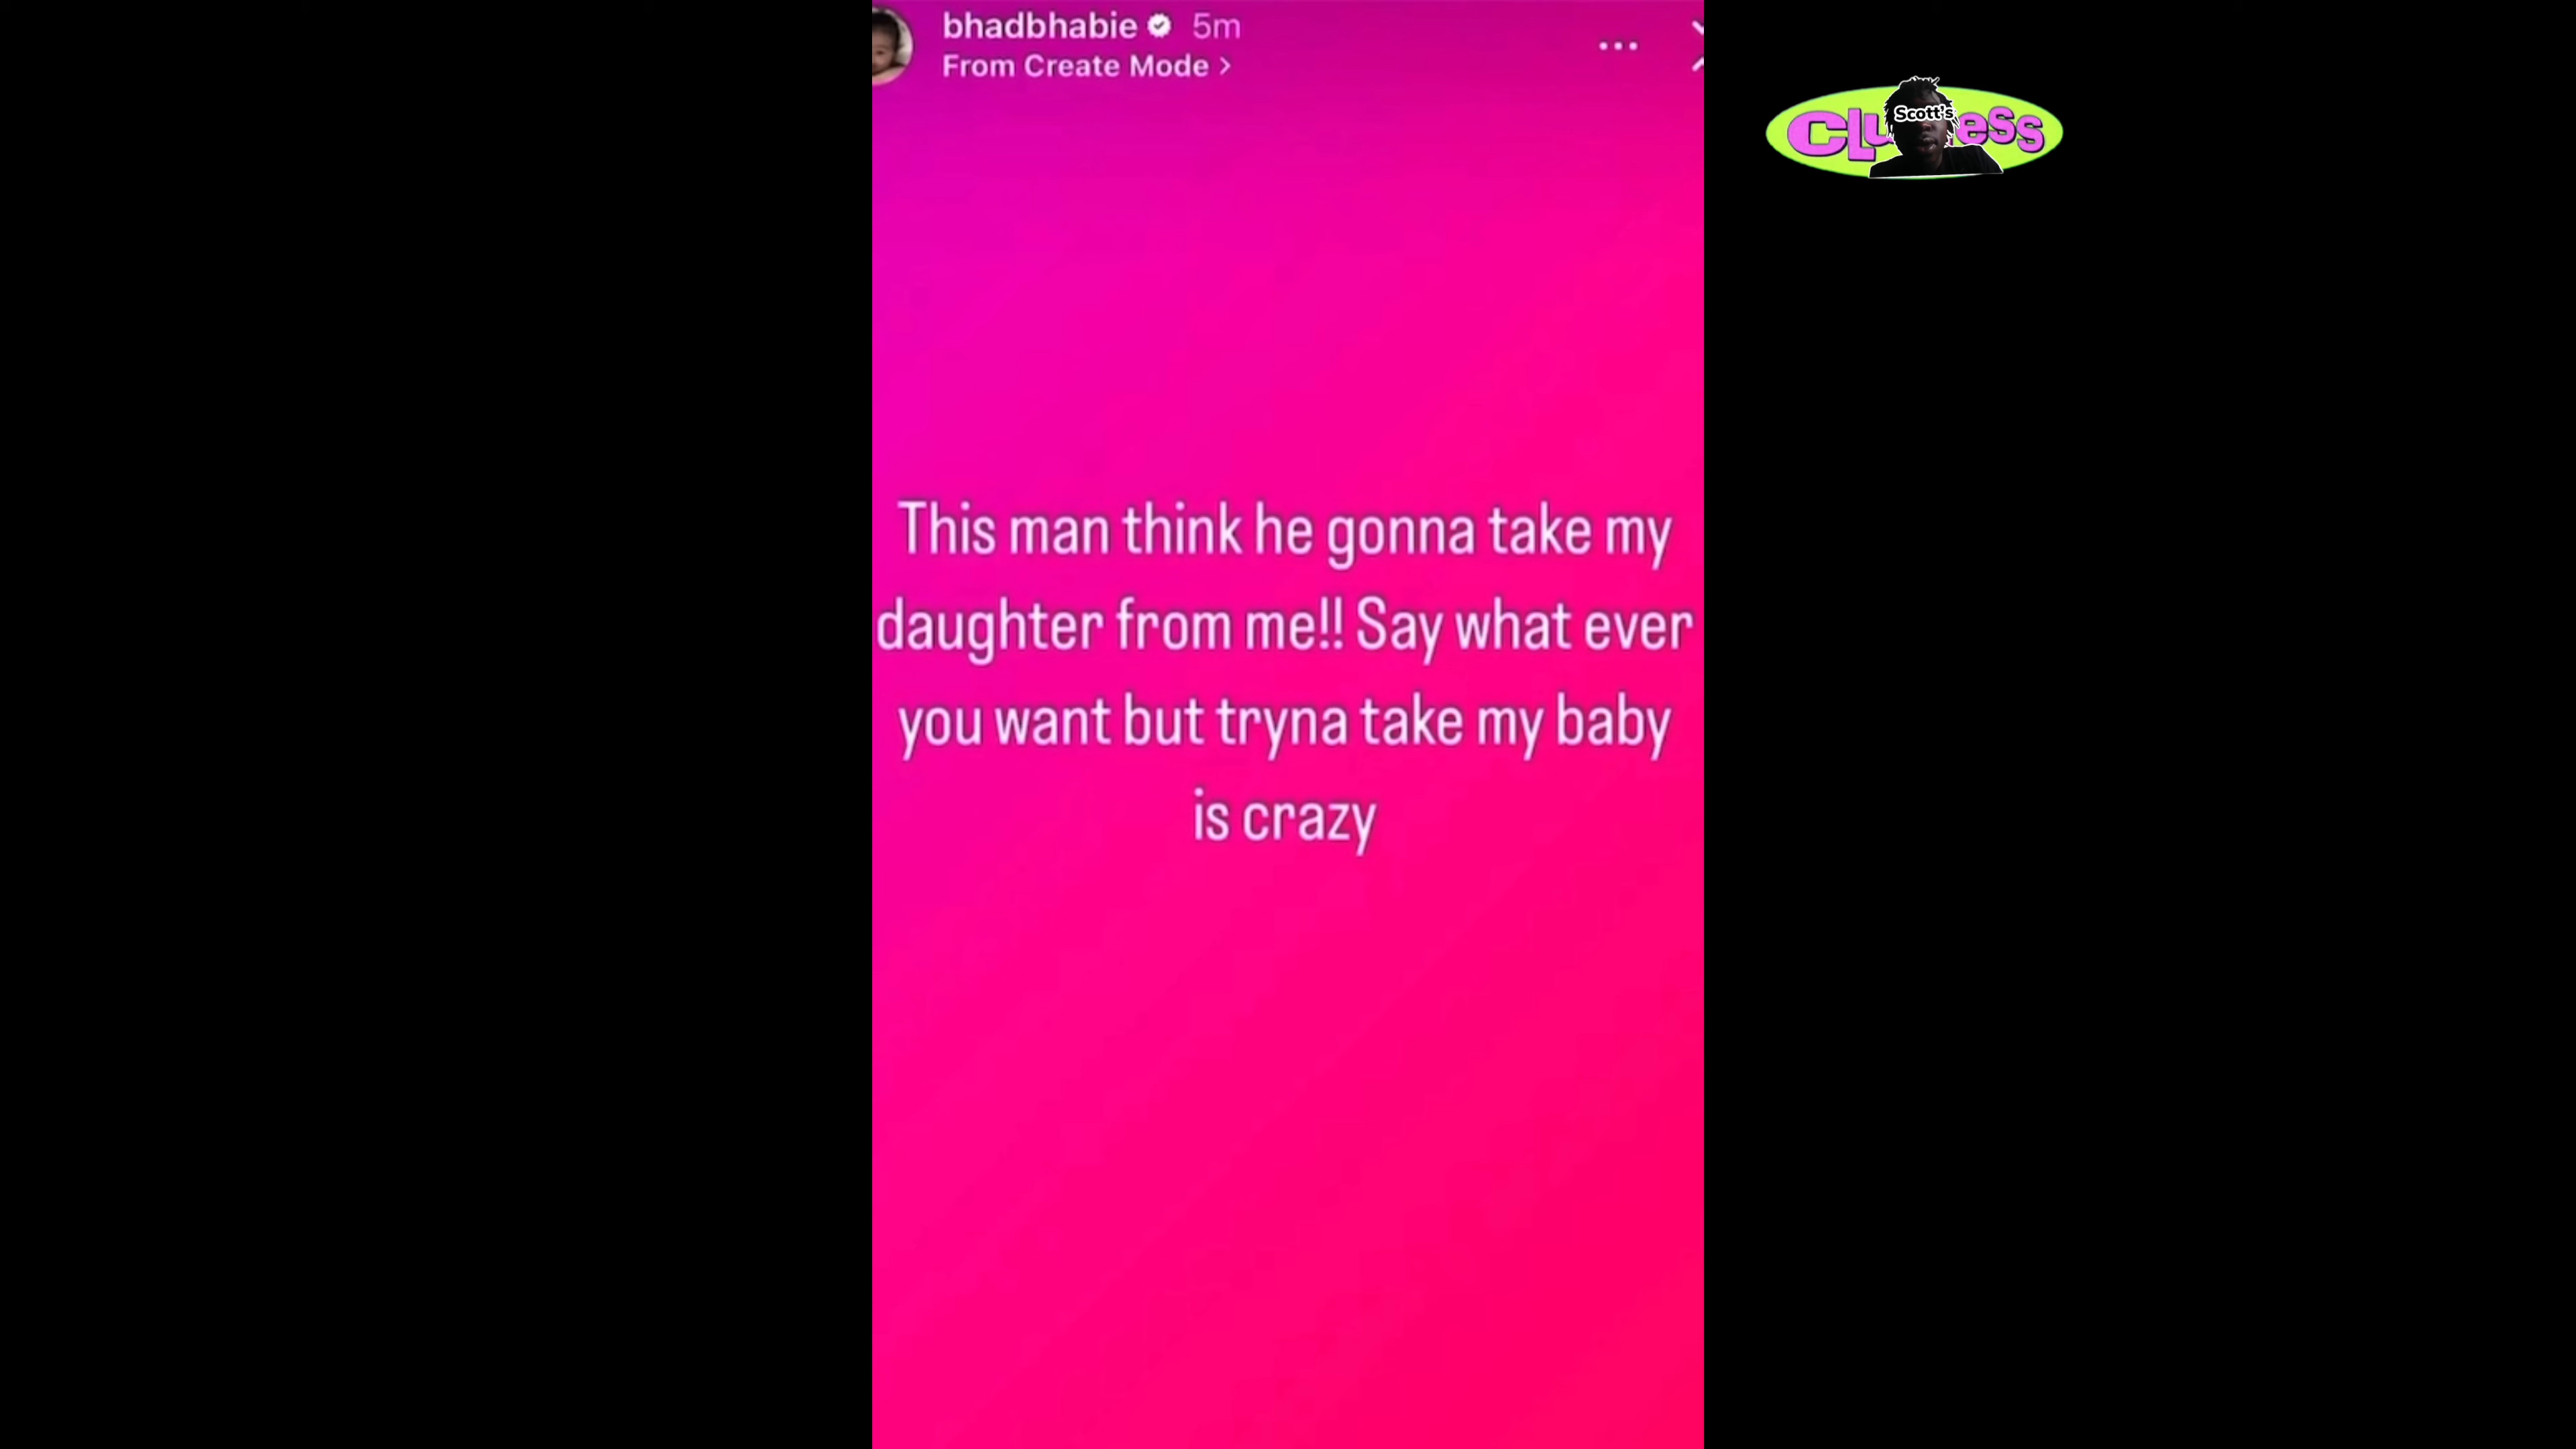 bhadbhabie 5m
From Create Mode >
Scott's
This man think he gonna take my
daughter from me!! Say what ever
you want but tryna take my baby
is crazy